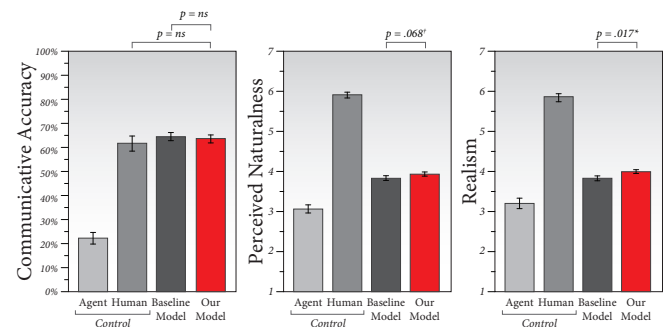 p = ns
p = ns
Communicative Accuracy
100%
90%
80%
70%
60%
50%
40%
30%
20%
10%
0%
Agent Human Baseline Model Our Model
Control
p = .068†
Perceived Naturalness
7
6
5
4
3
2
1
Agent Human Baseline Model Our Model
Control
p = .017*
Realism
7
6
5
4
3
2
1
Agent Human Baseline Model Our Model
Control